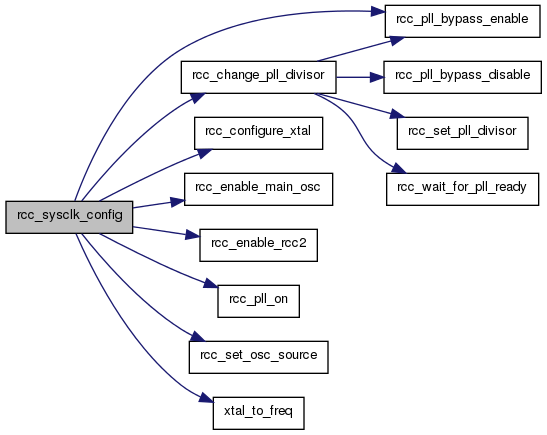 rcc_sysclk_config
rcc_pll_bypass_enable
rcc_change_pll_divisor
rcc_pll_bypass_disable
rcc_set_pll_divisor
rcc_wait_for_pll_ready
rcc_configure_xtal
rcc_enable_main_osc
rcc_enable_rcc2
rcc_pll_on
rcc_set_osc_source
xtal_to_freq